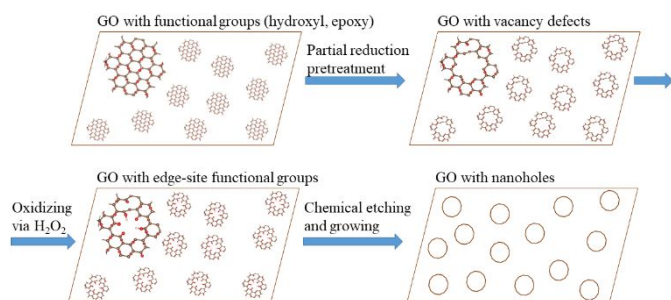 GO with functional groups (hydroxyl, epoxy)
GO with vacancy defects
Partial reduction
pretreatment
GO with edge-site functional groups
GO with nanoholes
Oxidizing
via H₂O₂
Chemical etching
and growing